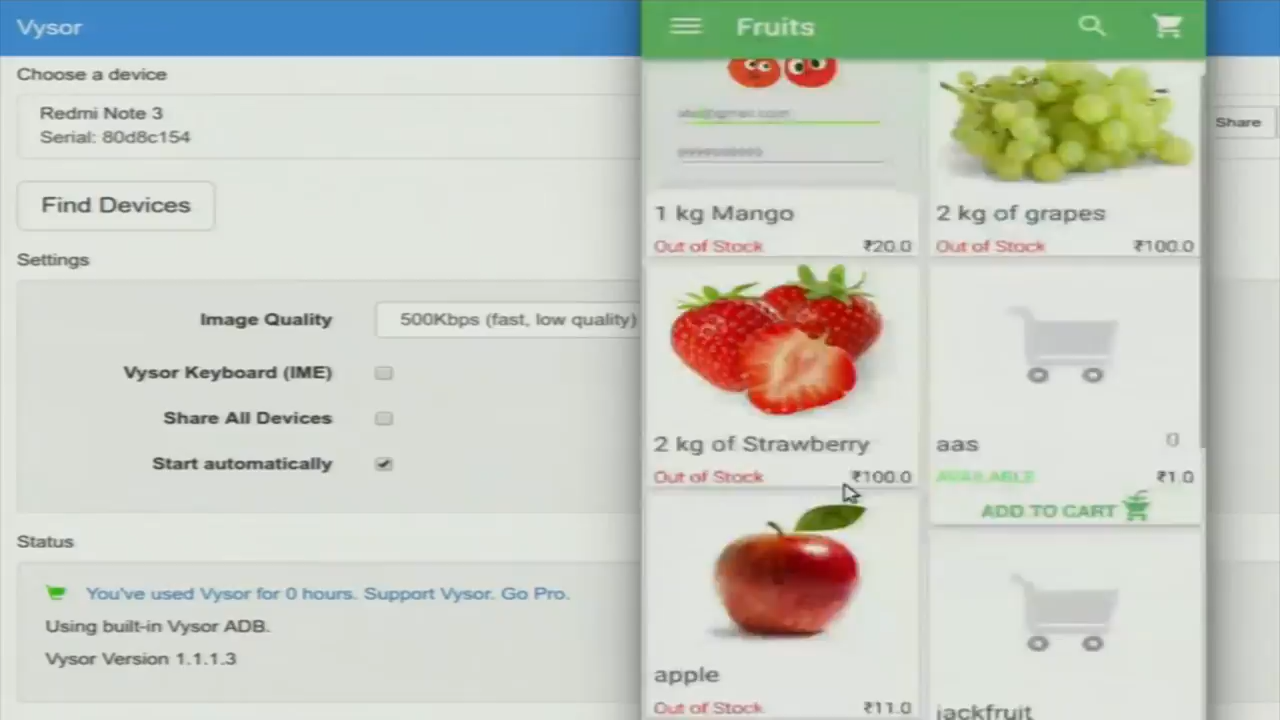 Vysor
Choose a device
Redmi Note 3
Serial: 80d8c154
Find Devices
Settings
Image Quality
500Kbps (fast, low quality)
Vysor Keyboard (IME)
Share All Devices
Start automatically
Status
You've used Vysor for 0 hours. Support Vysor. Go Pro.
Using built-in Vysor ADB.
Vysor Version 1.1.1.3
Share
Fruits
1 kg Mango
Out of Stock ₹20.0
2 kg of grapes
Out of Stock ₹100.0
2 kg of Strawberry
Out of Stock ₹100.0
aas 0
AVAILABLE ₹1.0
ADD TO CART
apple
Out of Stock ₹11.0
jackfruit